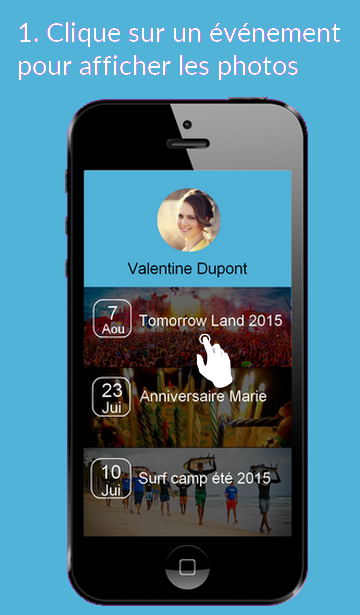 1. Clique sur un événement
pour afficher les photos
Valentine Dupont
7
Aou
Tomorrow Land 2015
23
Jui
Anniversaire Marie
10
Jui
Surf camp été 2015